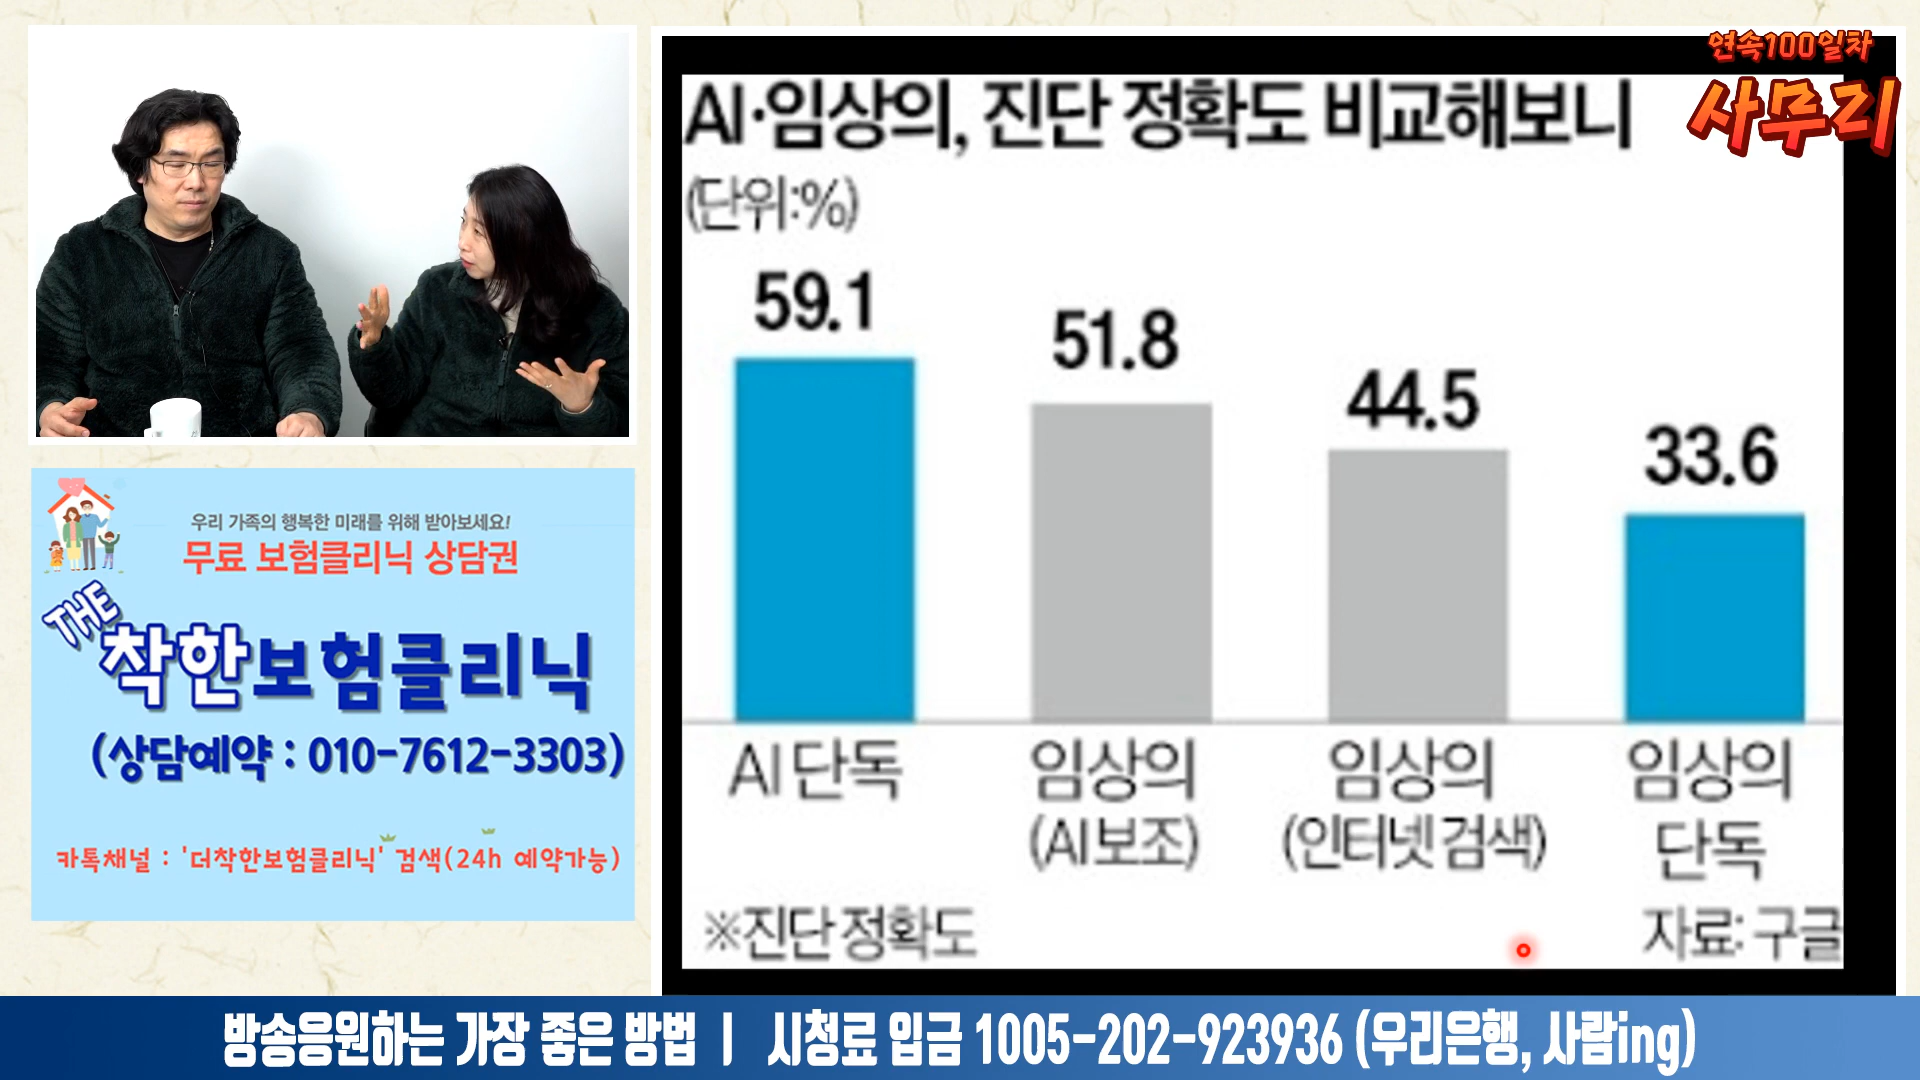 연속100일차
사무리
AI·임상의, 진단 정확도 비교해보니
(단위:%)
59.1
51.8
44.5
33.6
AI 단독
임상의
(AI 보조)
임상의
(인터넷 검색)
임상의
단독
※진단 정확도
자료: 구글
우리 가족의 행복한 미래를 위해 받아보세요!
무료 보험클리닉 상담권
THE
착한보험클리닉
(상담예약 : 010-7612-3303)
카톡채널 : '더착한보험클리닉' 검색(24h 예약가능)
방송응원하는 가장 좋은 방법 | 시청료 입금 1005-202-923936 (우리은행, 사람ing)